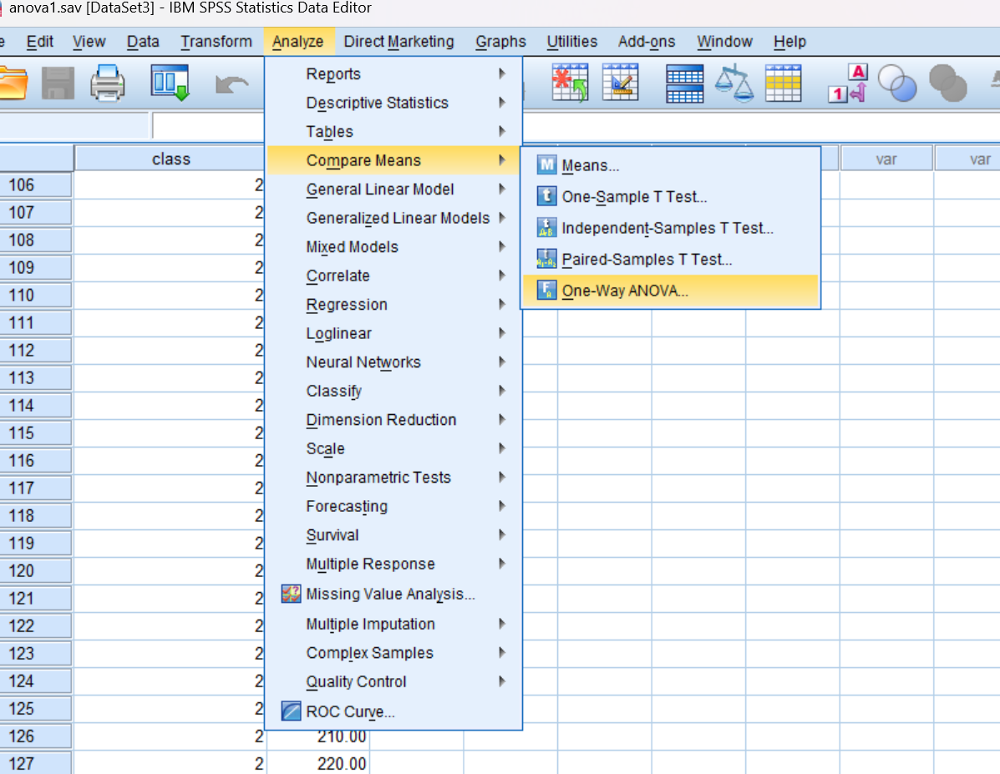 anova1.sav [DataSet3] - IBM SPSS Statistics Data Editor
e Edit View Data Transform Analyze Direct Marketing Graphs Utilities Add-ons Window Help
A
1
class var var
Reports
Descriptive Statistics
Tables
Compare Means
General Linear Model
Generalized Linear Models
Mixed Models
Correlate
Regression
Loglinear
Neural Networks
Classify
Dimension Reduction
Scale
Nonparametric Tests
Forecasting
Survival
Multiple Response
Missing Value Analysis...
Multiple Imputation
Complex Samples
Quality Control
ROC Curve...
M Means...
t One-Sample T Test...
Independent-Samples T Test...
Paired-Samples T Test...
One-Way ANOVA...
106 2
107 2
108 2
109 2
110 2
111 2
112 2
113 2
114 2
115 2
116 2
117 2
118 2
119 2
120 2
121 2
122 2
123 2
124 2
125 2
126 2 210.00
127 2 220.00